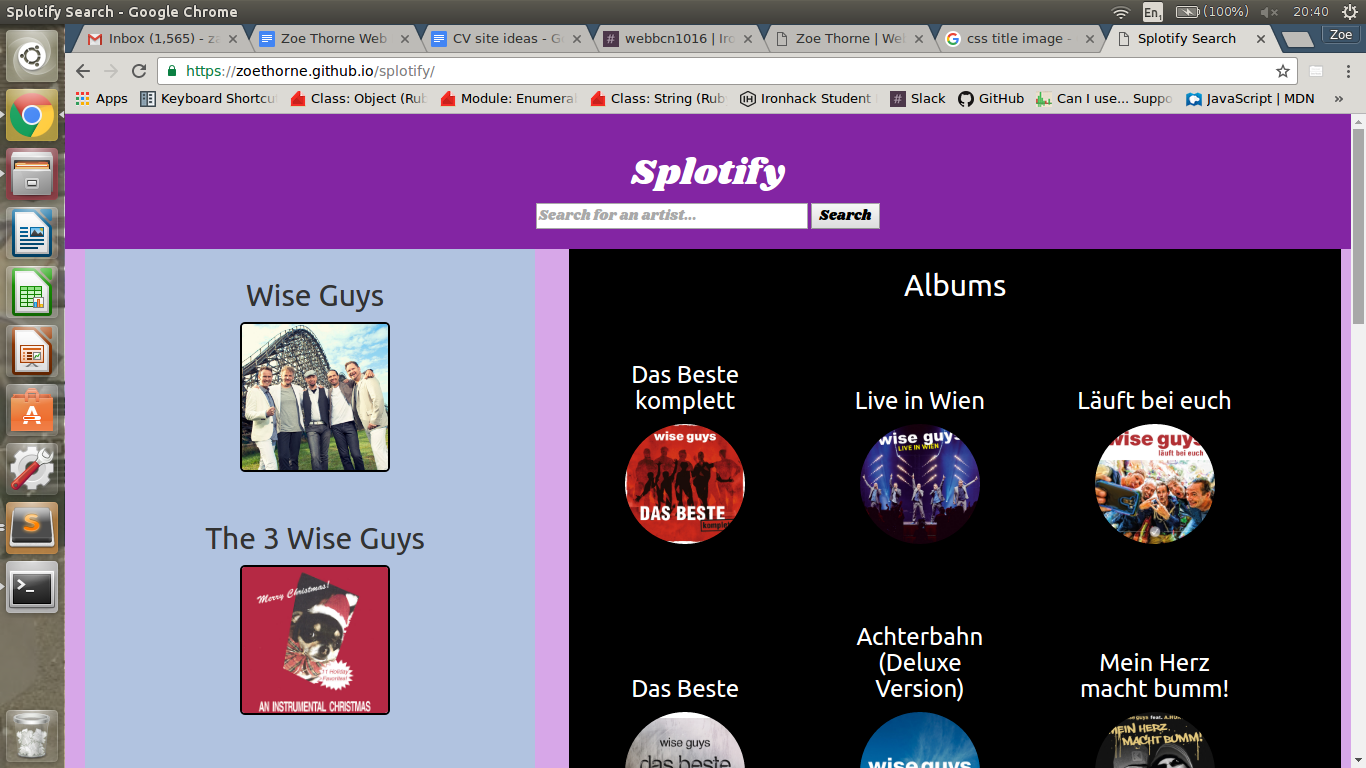 Splotify Search - Google Chrome
En1
(100%)
20:40
Inbox (1,565) - za
Zoe Thorne Web
CV site ideas - G
webbcn1016 | Iro
Zoe Thorne | Web
css title image -
Splotify Search
Zoe
https://zoethorne.github.io/splotify/
Apps
Keyboard Shortcu
Class: Object (Rub
Module: Enumera
Class: String (Rub
Ironhack Student
Slack
GitHub
Can I use... Suppo
JavaScript | MDN
»
Splotify
Search for an artist...
Search
Wise Guys
The 3 Wise Guys
Merry Christmas!
11 Holiday
Favorites!
AN INSTRUMENTAL CHRISTMAS
Albums
Das Beste
komplett
wise guys
DAS BESTE
komplett
Live in Wien
wise guys
LIVE IN WIEN
Läuft bei euch
wise guys
läuft bei euch
Das Beste
wise guys
das beste
Achterbahn
(Deluxe
Version)
wise guys
Mein Herz
macht bumm!
wise guys feat. A.HU
MEIN HERZ
MACHT BUMM!